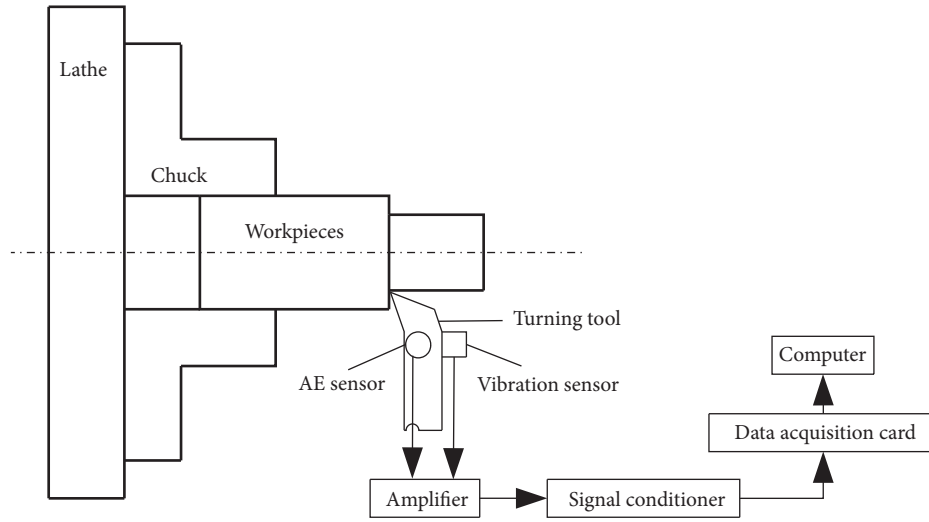 Lathe
Chuck
Workpieces
Turning tool
AE sensor
Vibration sensor
Computer
Data acquisition card
Amplifier
Signal conditioner